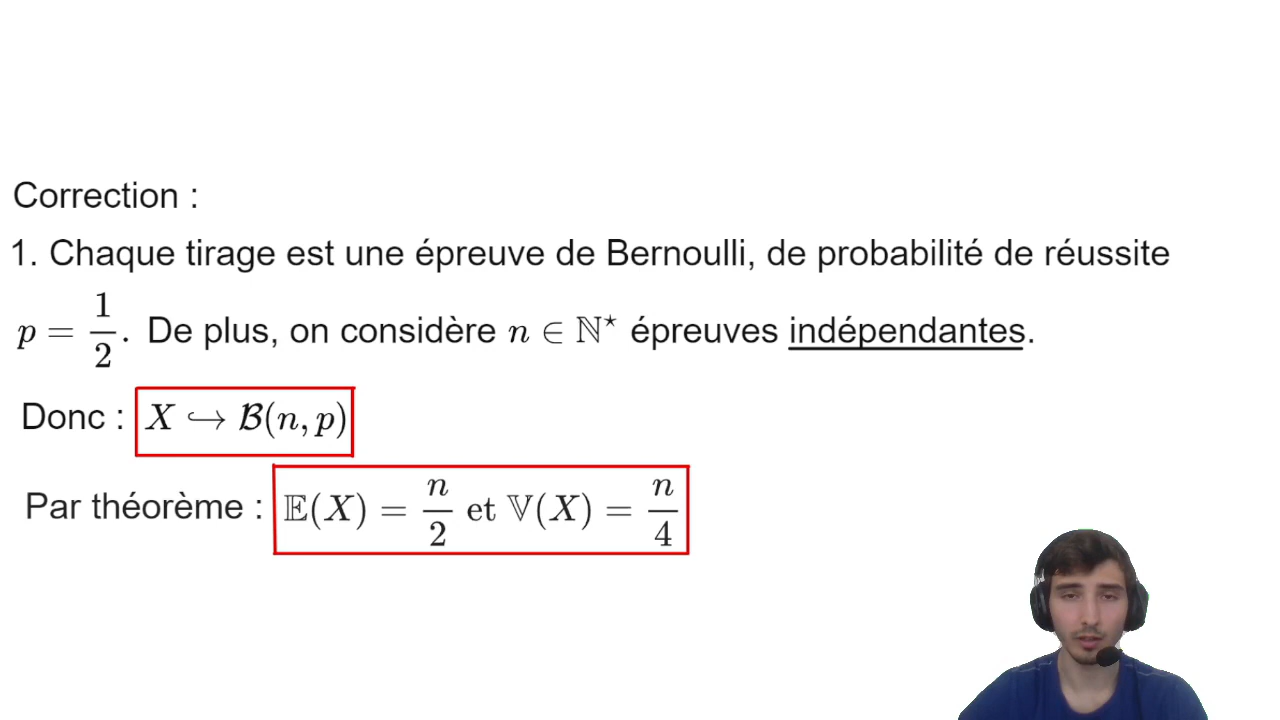 Correction :
1. Chaque tirage est une épreuve de Bernoulli, de probabilité de réussite
p = 1/2. De plus, on considère n ∈ ℕ⋆ épreuves indépendantes.
Donc : X ↪ ℬ(n, p)
Par théorème : 𝔼(X) = n/2 et 𝕍(X) = n/4